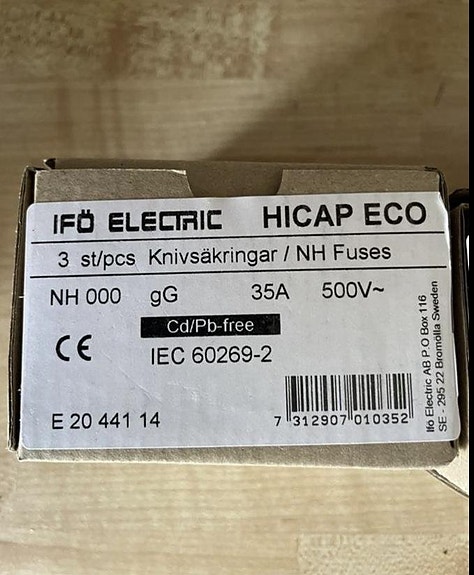 IFÖ ELECTRIC HICAP ECO
3 st/pcs Knivsäkringar / NH Fuses
NH 000 gG 35A 500V~
Cd/Pb-free
CE IEC 60269-2
E 20 441 14
7 312907 010352
Ifö Electric AB P.O Box 116
SE - 295 22 Bromölla Sweden